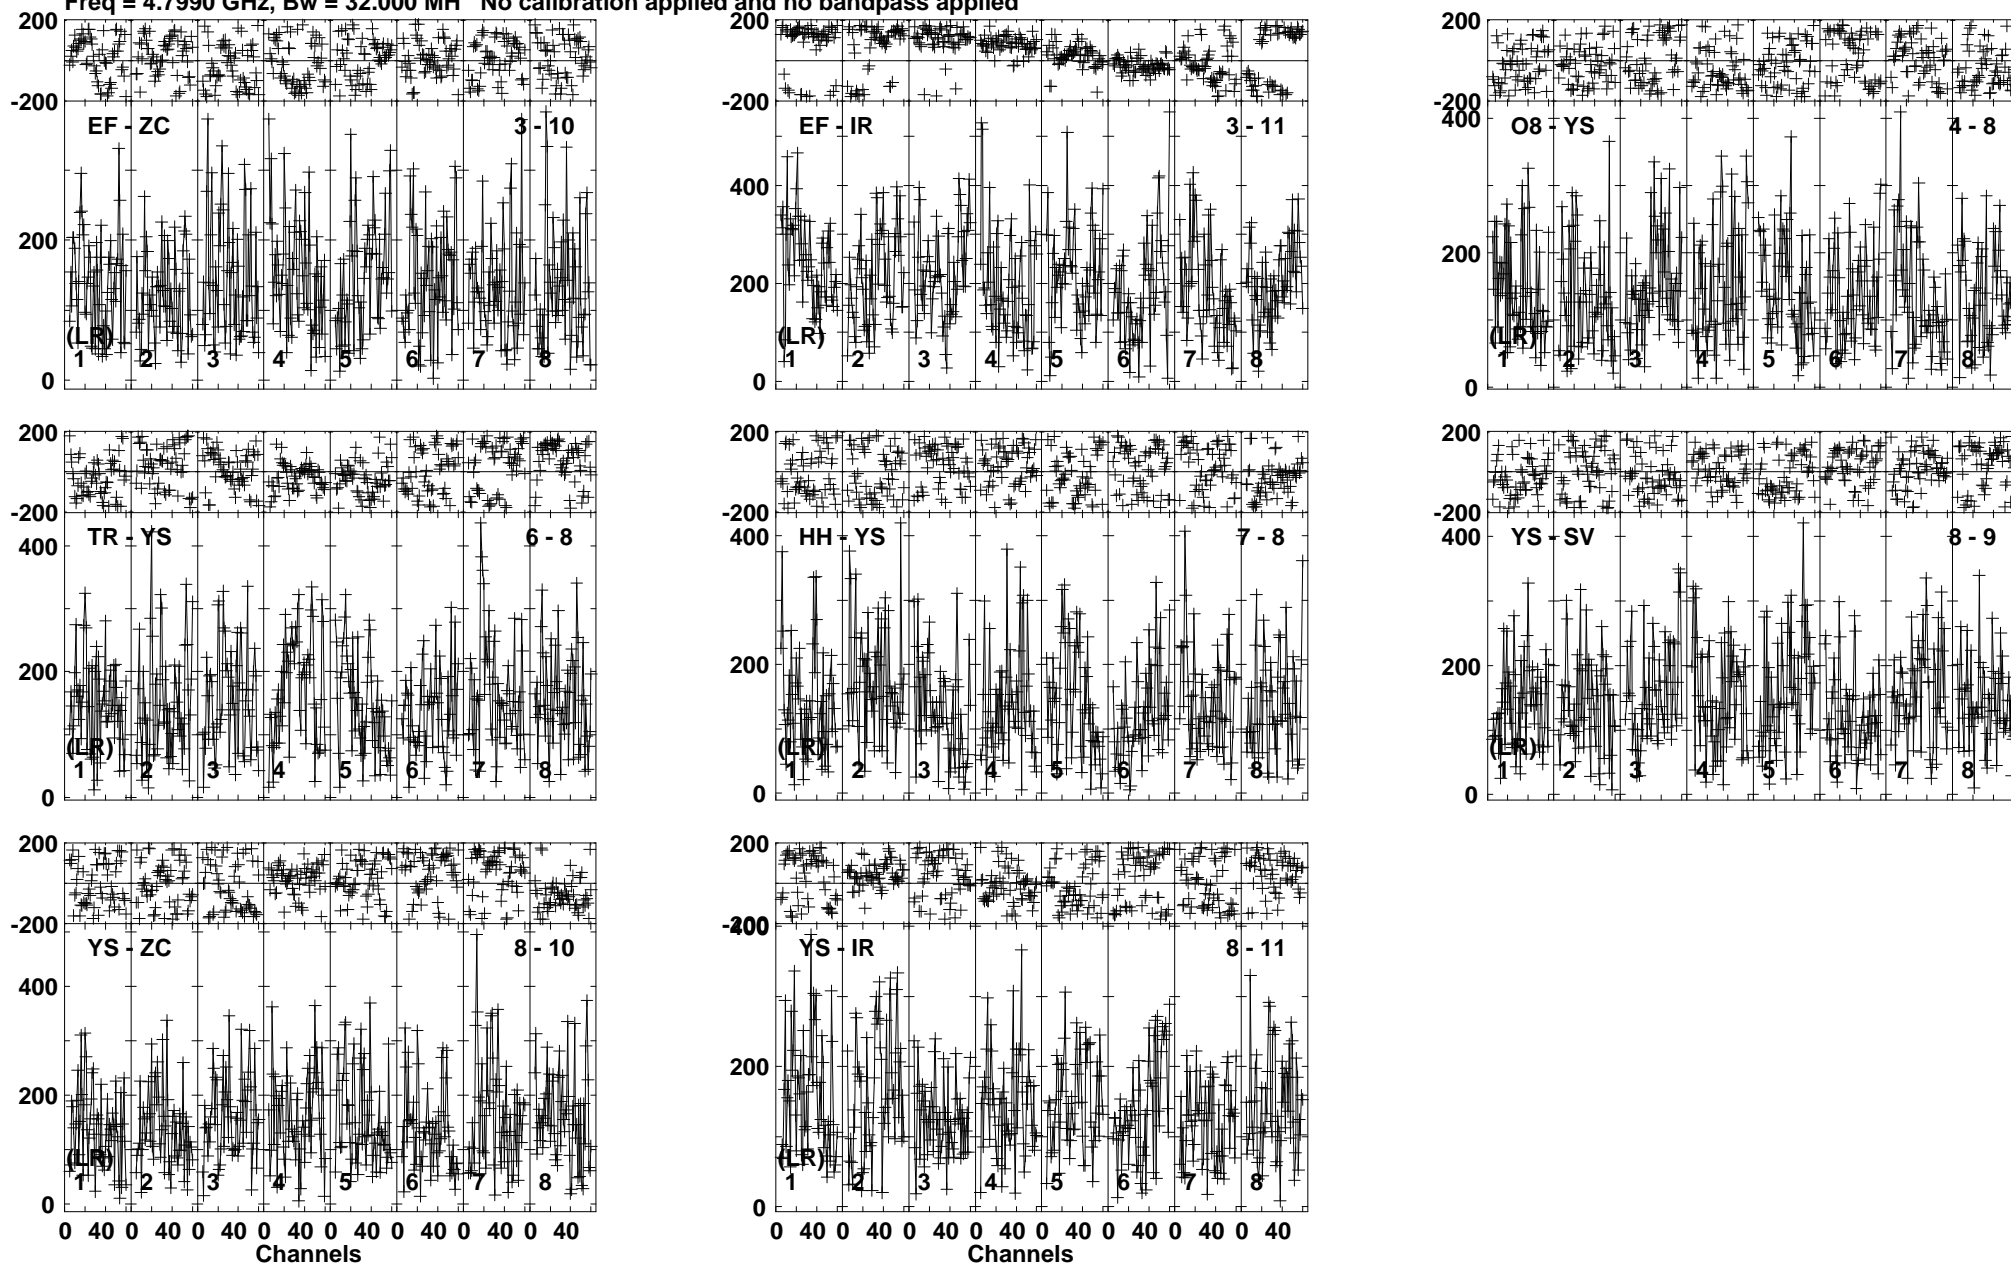 Freq = 4.7990 GHz, Bw = 32.000 MH No calibration applied and no bandpass applied
200
-200
EF - ZC 3 - 10
200
0
(LR)
1 2 3 4 5 6 7 8
200
-200
EF - IR 3 - 11
400
200
0
(LR)
1 2 3 4 5 6 7 8
200
-200
400
O8 - YS 4 - 8
200
0
(LR)
1 2 3 4 5 6 7 8
200
-200
TR - YS 6 - 8
400
200
0
(LR)
1 2 3 4 5 6 7 8
200
-200
HH - YS 7 - 8
400
200
0
(LR)
1 2 3 4 5 6 7 8
200
-200
YS - SV 8 - 9
400
200
0
(LR)
1 2 3 4 5 6 7 8
200
-200
YS - ZC 8 - 10
400
200
0
(LR)
1 2 3 4 5 6 7 8
0 40 0 40 0 40 0 40 0 40 0 40 0 40 0 40
Channels
200
-200
400
YS - IR 8 - 11
200
0
(LR)
1 2 3 4 5 6 7 8
0 40 0 40 0 40 0 40 0 40 0 40 0 40 0 40
Channels